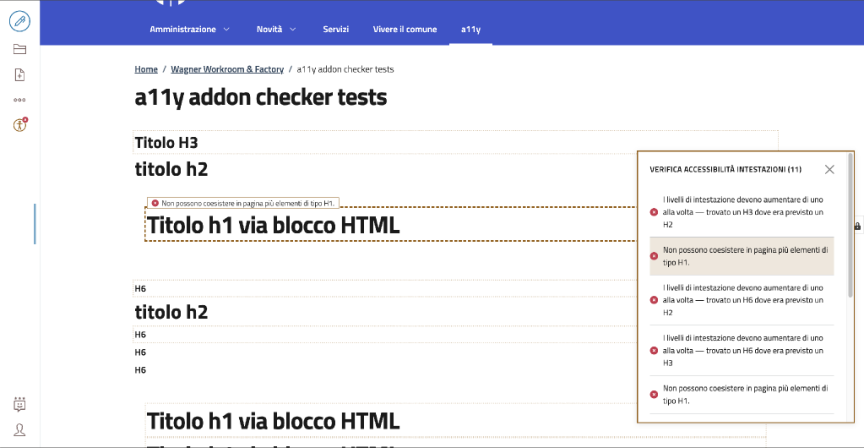 Amministrazione Novità Servizi Vivere il comune a11y
Home / Wagner Workroom & Factory / a11y addon checker tests
a11y addon checker tests
Titolo H3
titolo h2
Non possono coesistere in pagina più elementi di tipo H1.
Titolo h1 via blocco HTML
H6
titolo h2
H6
H6
H6
Titolo h1 via blocco HTML
VERIFICA ACCESSIBILITÀ INTESTAZIONI (11)
I livelli di intestazione devono aumentare di uno
alla volta — trovato un H3 dove era previsto un
H2
Non possono coesistere in pagina più elementi di
tipo H1.
I livelli di intestazione devono aumentare di uno
alla volta — trovato un H6 dove era previsto un
H2
I livelli di intestazione devono aumentare di uno
alla volta — trovato un H6 dove era previsto un
H3
Non possono coesistere in pagina più elementi di
tipo H1.